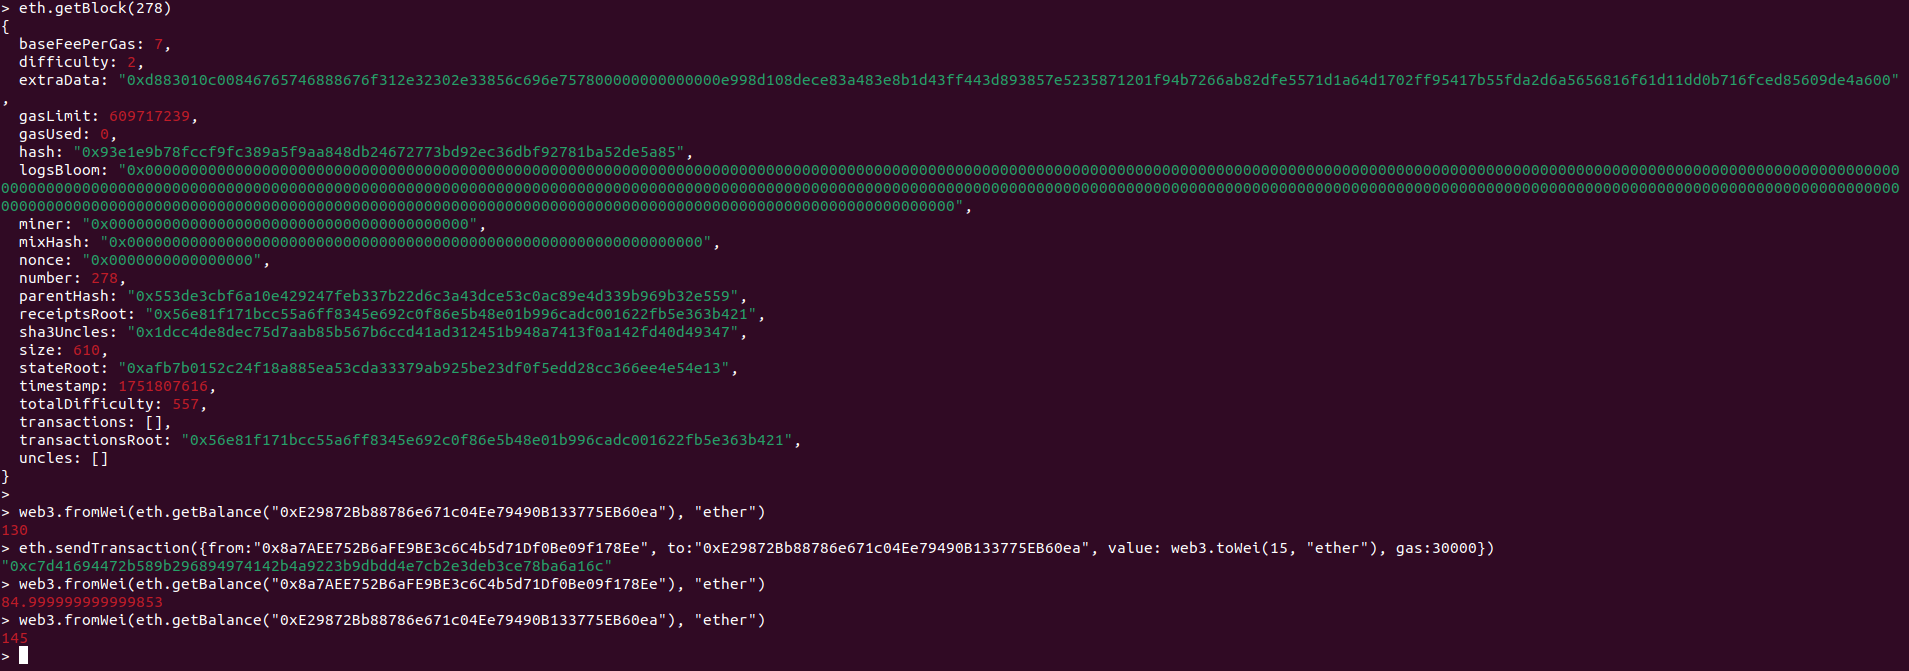 > eth.getBlock(278)
{
  baseFeePerGas: 7,
  difficulty: 2,
  extraData: "0xd883010c00846765746888676f312e32302e33856c696e757800000000000000e998d108dece83a483e8b1d43ff443d893857e5235871201f94b7266ab82dfe5571d1a64d1702ff95417b55fda2d6a5656816f61d11dd0b716fced85609de4a600"
,
  gasLimit: 609717239,
  gasUsed: 0,
  hash: "0x93e1e9b78fccf9fc389a5f9aa848db24672773bd92ec36dbf92781ba52de5a85",
  logsBloom:
  miner: "0x0000000000000000000000000000000000000000",
  mixHash: "0x0000000000000000000000000000000000000000000000000000000000000000",
  nonce: "0x0000000000000000",
  number: 278,
  parentHash: "0x553de3cbf6a10e429247feb337b22d6c3a43dce53c0ac89e4d339b969b32e559",
  receiptsRoot: "0x56e81f171bcc55a6ff8345e692c0f86e5b48e01b996cadc001622fb5e363b421",
  sha3Uncles: "0x1dcc4de8dec75d7aab85b567b6ccd41ad312451b948a7413f0a142fd40d49347",
  size: 610,
  stateRoot: "0xafb7b0152c24f18a885ea53cda33379ab925be23df0f5edd28cc366ee4e54e13",
  timestamp: 1751807616,
  totalDifficulty: 557,
  transactions: [],
  transactionsRoot: "0x56e81f171bcc55a6ff8345e692c0f86e5b48e01b996cadc001622fb5e363b421",
  uncles: []
}
>
> web3.fromWei(eth.getBalance("0xE29872Bb88786e671c04Ee79490B133775EB60ea"), "ether")
130
> eth.sendTransaction({from:"0x8a7AEE752B6aFE9BE3c6C4b5d71Df0Be09f178Ee", to:"0xE29872Bb88786e671c04Ee79490B133775EB60ea", value: web3.toWei(15, "ether"), gas:30000})
"0xc7d41694472b589b296894974142b4a9223b9dbdd4e7cb2e3deb3ce78ba6a16c"
> web3.fromWei(eth.getBalance("0x8a7AEE752B6aFE9BE3c6C4b5d71Df0Be09f178Ee"), "ether")
84.999999999999853
> web3.fromWei(eth.getBalance("0xE29872Bb88786e671c04Ee79490B133775EB60ea"), "ether")
145
>